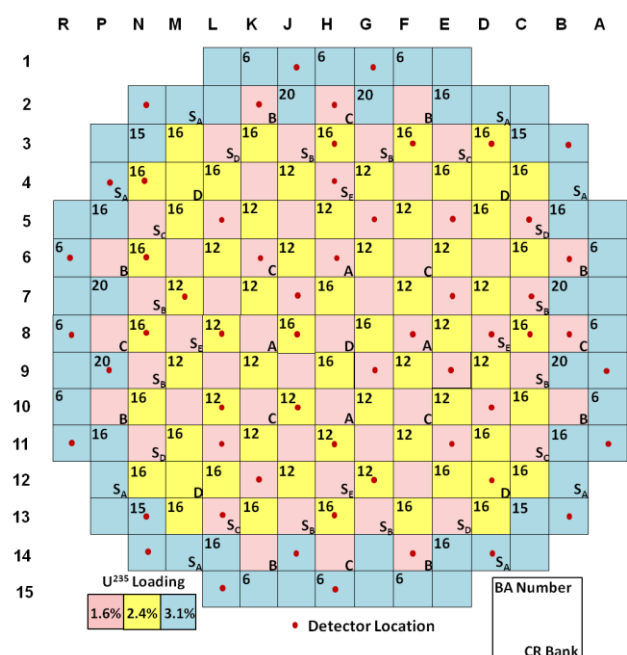 R P N M L K J H G F E D C B A
1 6 6 6
2 20 20 16
S_A B C B S_A
3 15 16 16 16 16 16 15
S_D S_B S_B S_C
4 16 16 12 12 16 16
S_A D S_E D S_A
5 16 16 12 12 16 16
S_C S_D
6 6 16 12 12 12 12 16 6
B C A C B
7 20 12 12 12 12 20
S_B S_B
8 6 16 12 16 16 12 16 6
C S_E A D A S_E C
9 20 12 12 16 12 12 20
S_B S_B
10 6 16 12 12 12 12 16 6
B C A C B
11 16 16 12 12 16 16
S_D S_C
12 16 16 12 12 16 16
S_A D S_E D S_A
13 15 16 16 16 16 16 15
S_C S_B S_B S_D
14 16 16
S_A B C B S_A
15 6 6 6
U²³⁵ Loading
1.6% 2.4% 3.1%
Detector Location
BA Number
CR Bank